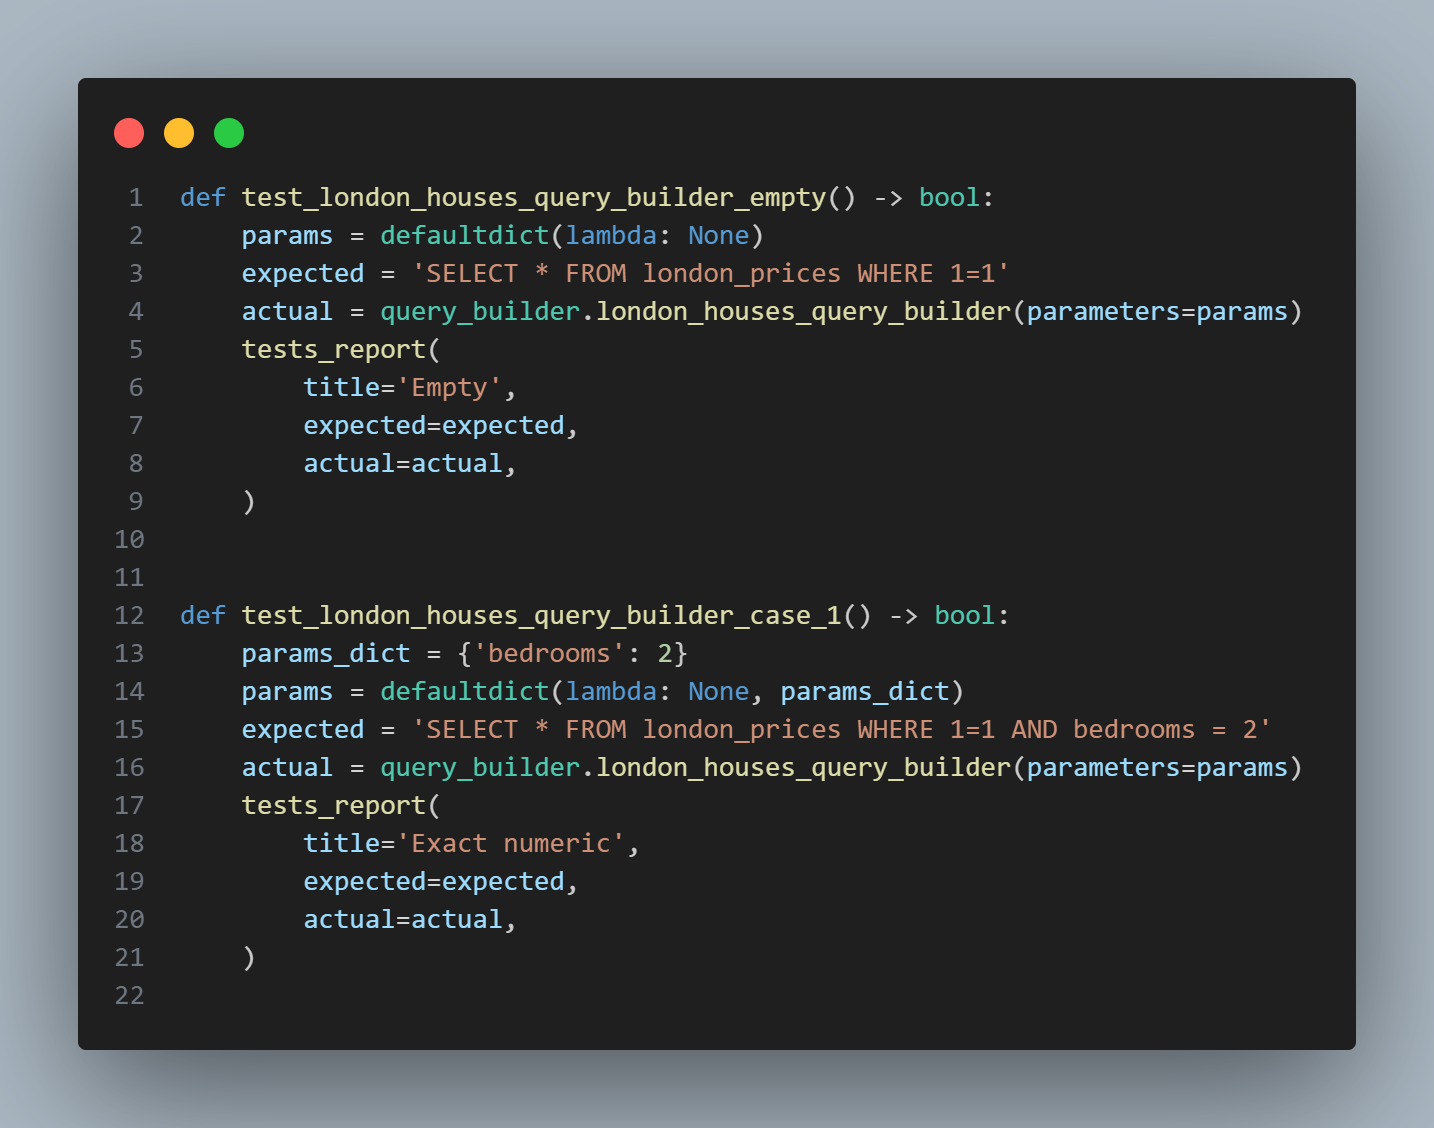 1 def test_london_houses_query_builder_empty() -> bool:
2     params = defaultdict(lambda: None)
3     expected = 'SELECT * FROM london_prices WHERE 1=1'
4     actual = query_builder.london_houses_query_builder(parameters=params)
5     tests_report(
6         title='Empty',
7         expected=expected,
8         actual=actual,
9     )
10
11
12 def test_london_houses_query_builder_case_1() -> bool:
13     params_dict = {'bedrooms': 2}
14     params = defaultdict(lambda: None, params_dict)
15     expected = 'SELECT * FROM london_prices WHERE 1=1 AND bedrooms = 2'
16     actual = query_builder.london_houses_query_builder(parameters=params)
17     tests_report(
18         title='Exact numeric',
19         expected=expected,
20         actual=actual,
21     )
22